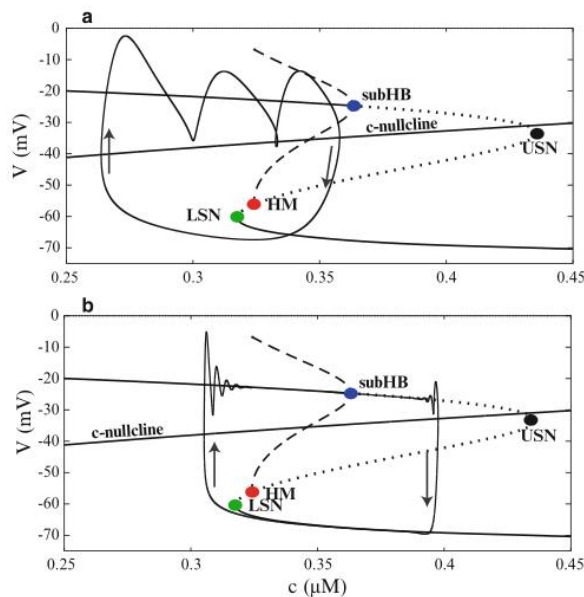 a
0
-10
-20
-30
-40
-50
-60
-70
V (mV)
subHB
c-nullcline
USN
HM
LSN
0.25 0.3 0.35 0.4 0.45
b
0
-10
-20
-30
-40
-50
-60
-70
V (mV)
subHB
c-nullcline
USN
HM
LSN
0.25 0.3 0.35 0.4 0.45
c (μM)